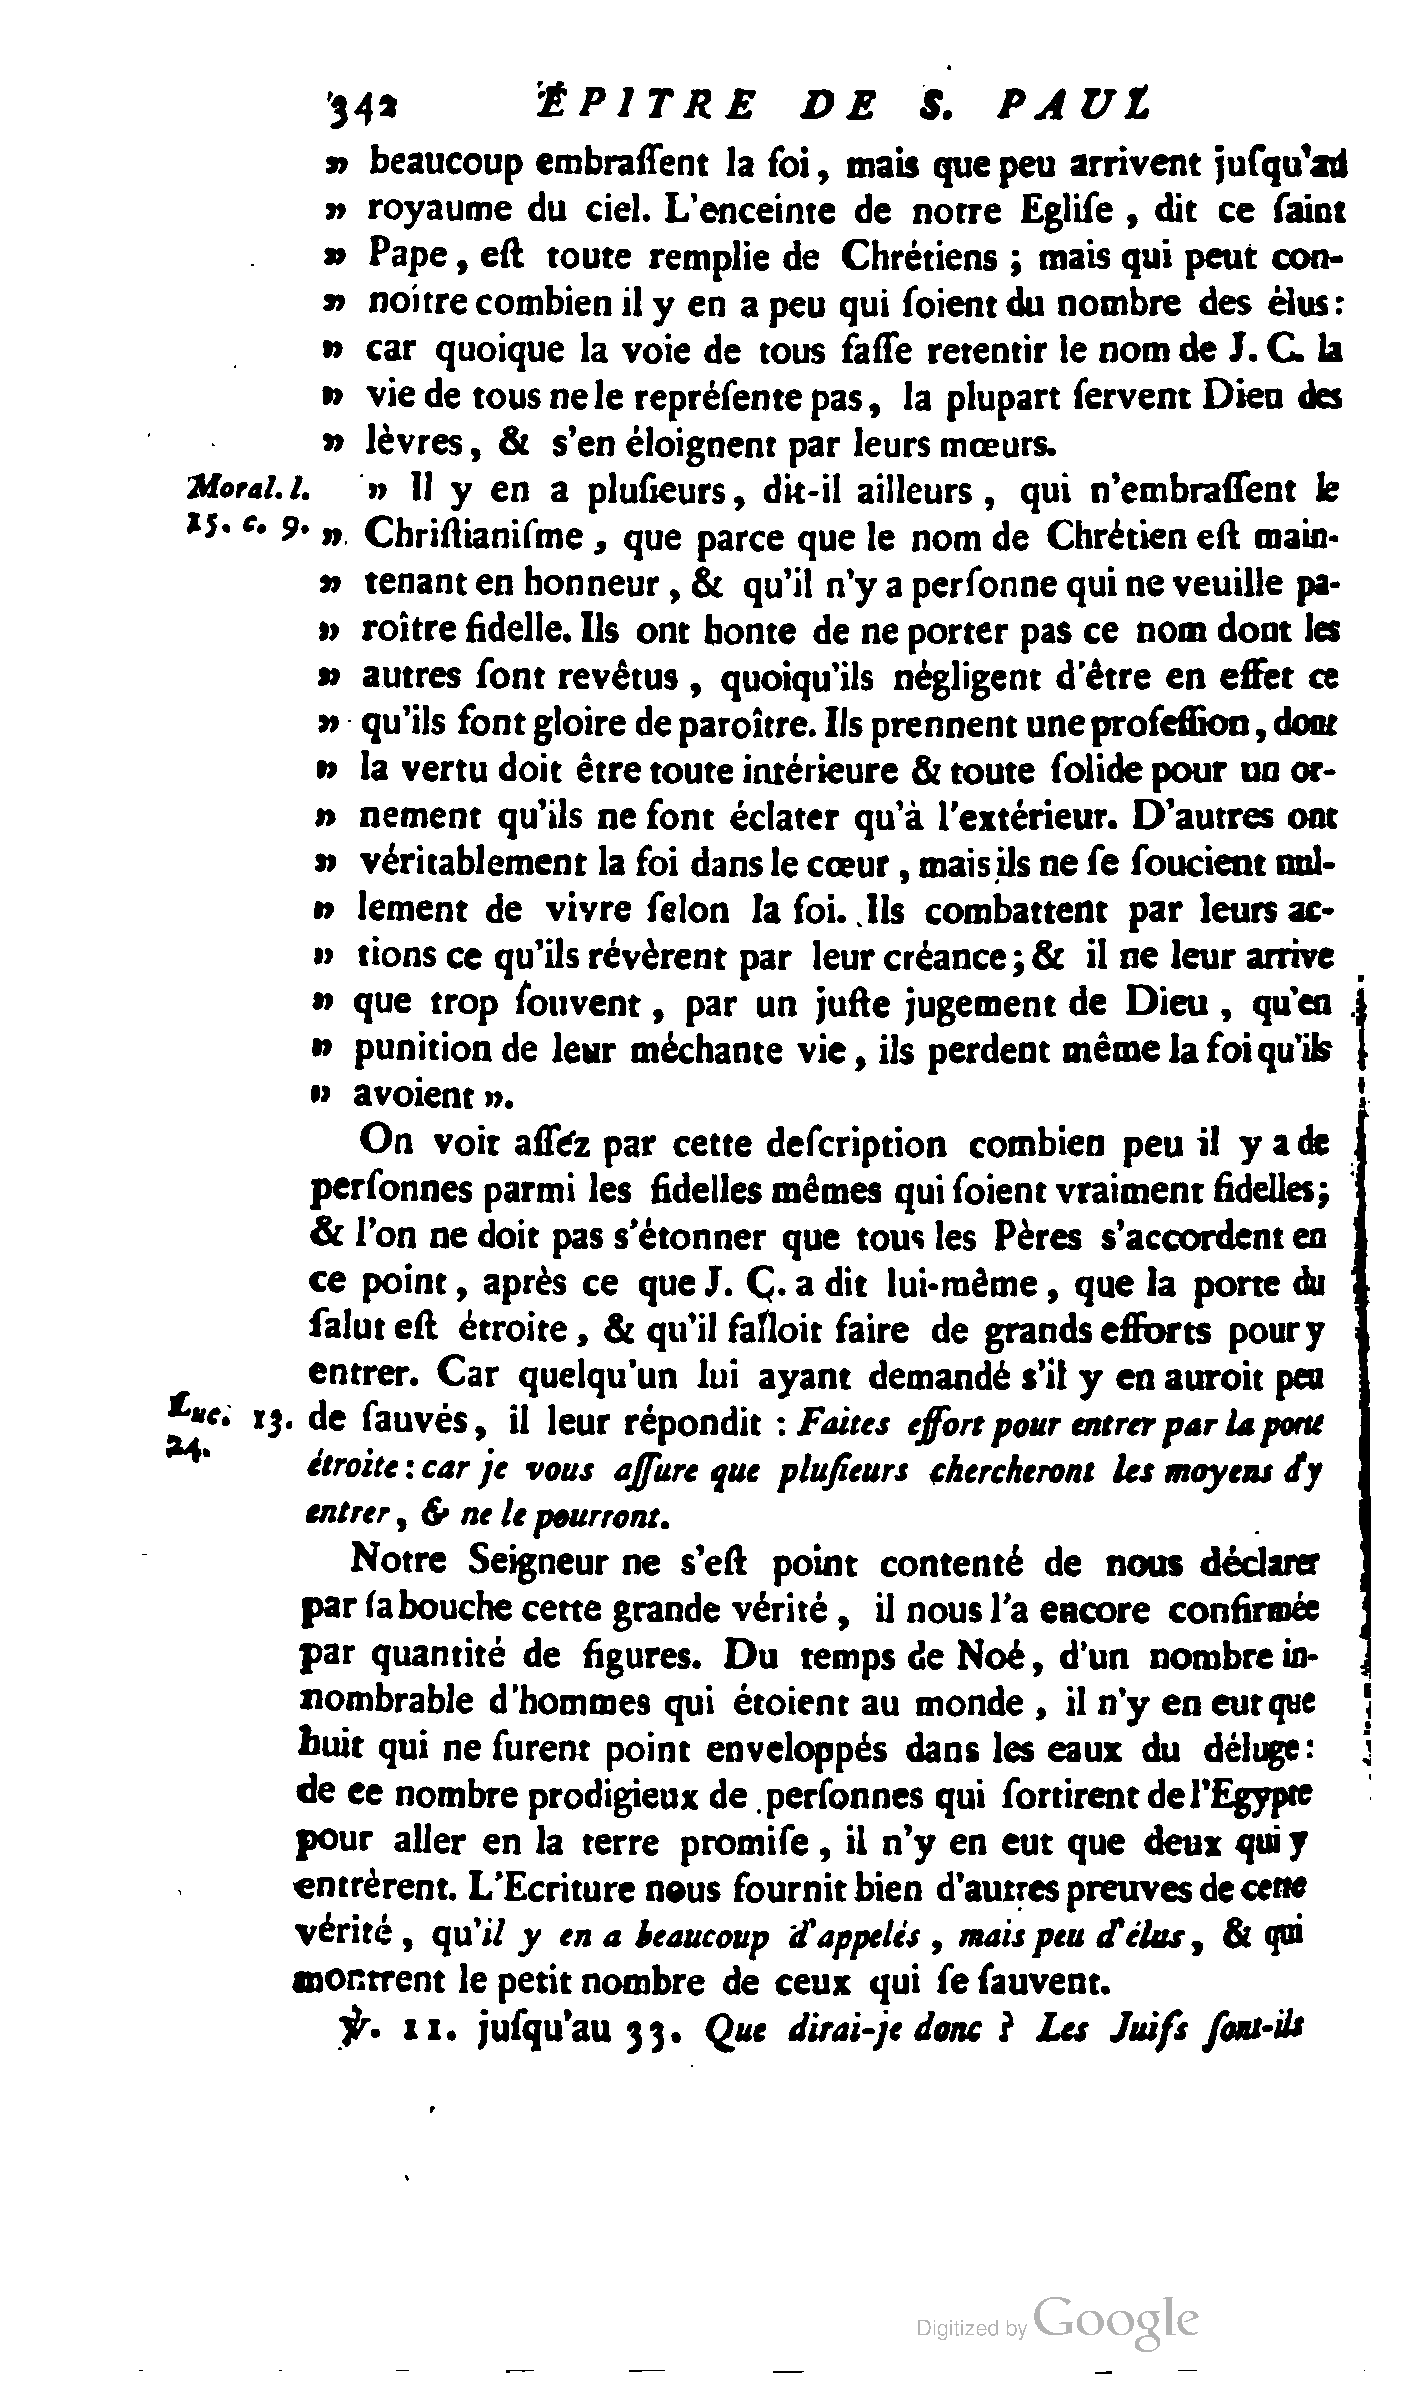 342 ÉPITRE DE S. PAUL
» beaucoup embraſſent la foi, mais que peu arrivent juſqu'au
» royaume du ciel. L'enceinte de notre Egliſe, dit ce ſaint
» Pape, eſt toute remplie de Chrétiens ; mais qui peut con-
» noître combien il y en a peu qui ſoient du nombre des élus :
» car quoique la voie de tous faſſe retentir le nom de J. C. la
» vie de tous ne le repréſente pas, la plupart ſervent Dieu des
» lèvres, & s'en éloignent par leurs mœurs.
Moral. l. » Il y en a pluſieurs, dit-il ailleurs, qui n'embraſſent le
15. c. 9. » Chriſtianiſme, que parce que le nom de Chrétien eſt main-
» tenant en honneur, & qu'il n'y a perſonne qui ne veuille pa-
» roître fidelle. Ils ont honte de ne porter pas ce nom dont les
» autres ſont revêtus, quoiqu'ils négligent d'être en effet ce
» qu'ils font gloire de paroître. Ils prennent une profeſſion, dont
» la vertu doit être toute intérieure & toute ſolide pour un or-
» nement qu'ils ne font éclater qu'à l'extérieur. D'autres ont
» véritablement la foi dans le cœur, mais ils ne ſe ſoucient nul-
» lement de vivre ſelon la foi. Ils combattent par leurs ac-
» tions ce qu'ils révèrent par leur créance ; & il ne leur arrive
» que trop ſouvent, par un juſte jugement de Dieu, qu'en
» punition de leur méchante vie, ils perdent même la foi qu'ils
» avoient ».
On voit aſſéz par cette deſcription combien peu il y a de
perſonnes parmi les fidelles mêmes qui ſoient vraiment fidelles;
& l'on ne doit pas s'étonner que tous les Pères s'accordent en
ce point, après ce que J. C. a dit lui-même, que la porte du
ſalut eſt étroite, & qu'il falloit faire de grands efforts pour y
entrer. Car quelqu'un lui ayant demandé s'il y en auroit peu
Luc. 13. de ſauvés, il leur répondit : Faites effort pour entrer par la porte
24. étroite : car je vous aſſure que pluſieurs chercheront les moyens d'y
entrer, & ne le pourront.
Notre Seigneur ne s'eſt point contenté de nous déclarer
par ſa bouche cette grande vérité, il nous l'a encore confirmée
par quantité de figures. Du temps de Noé, d'un nombre in-
nombrable d'hommes qui étoient au monde, il n'y en eut que
huit qui ne furent point enveloppés dans les eaux du déluge :
de ce nombre prodigieux de perſonnes qui ſortirent de l'Egypte
pour aller en la terre promiſe, il n'y en eut que deux qui y
entrèrent. L'Ecriture nous fournit bien d'autres preuves de cette
vérité, qu'il y en a beaucoup d'appelés, mais peu d'élus, & qui
montrent le petit nombre de ceux qui ſe ſauvent.
℣. 11. juſqu'au 33. Que dirai-je donc ? Les Juifs ſont-ils
Digitized by Google